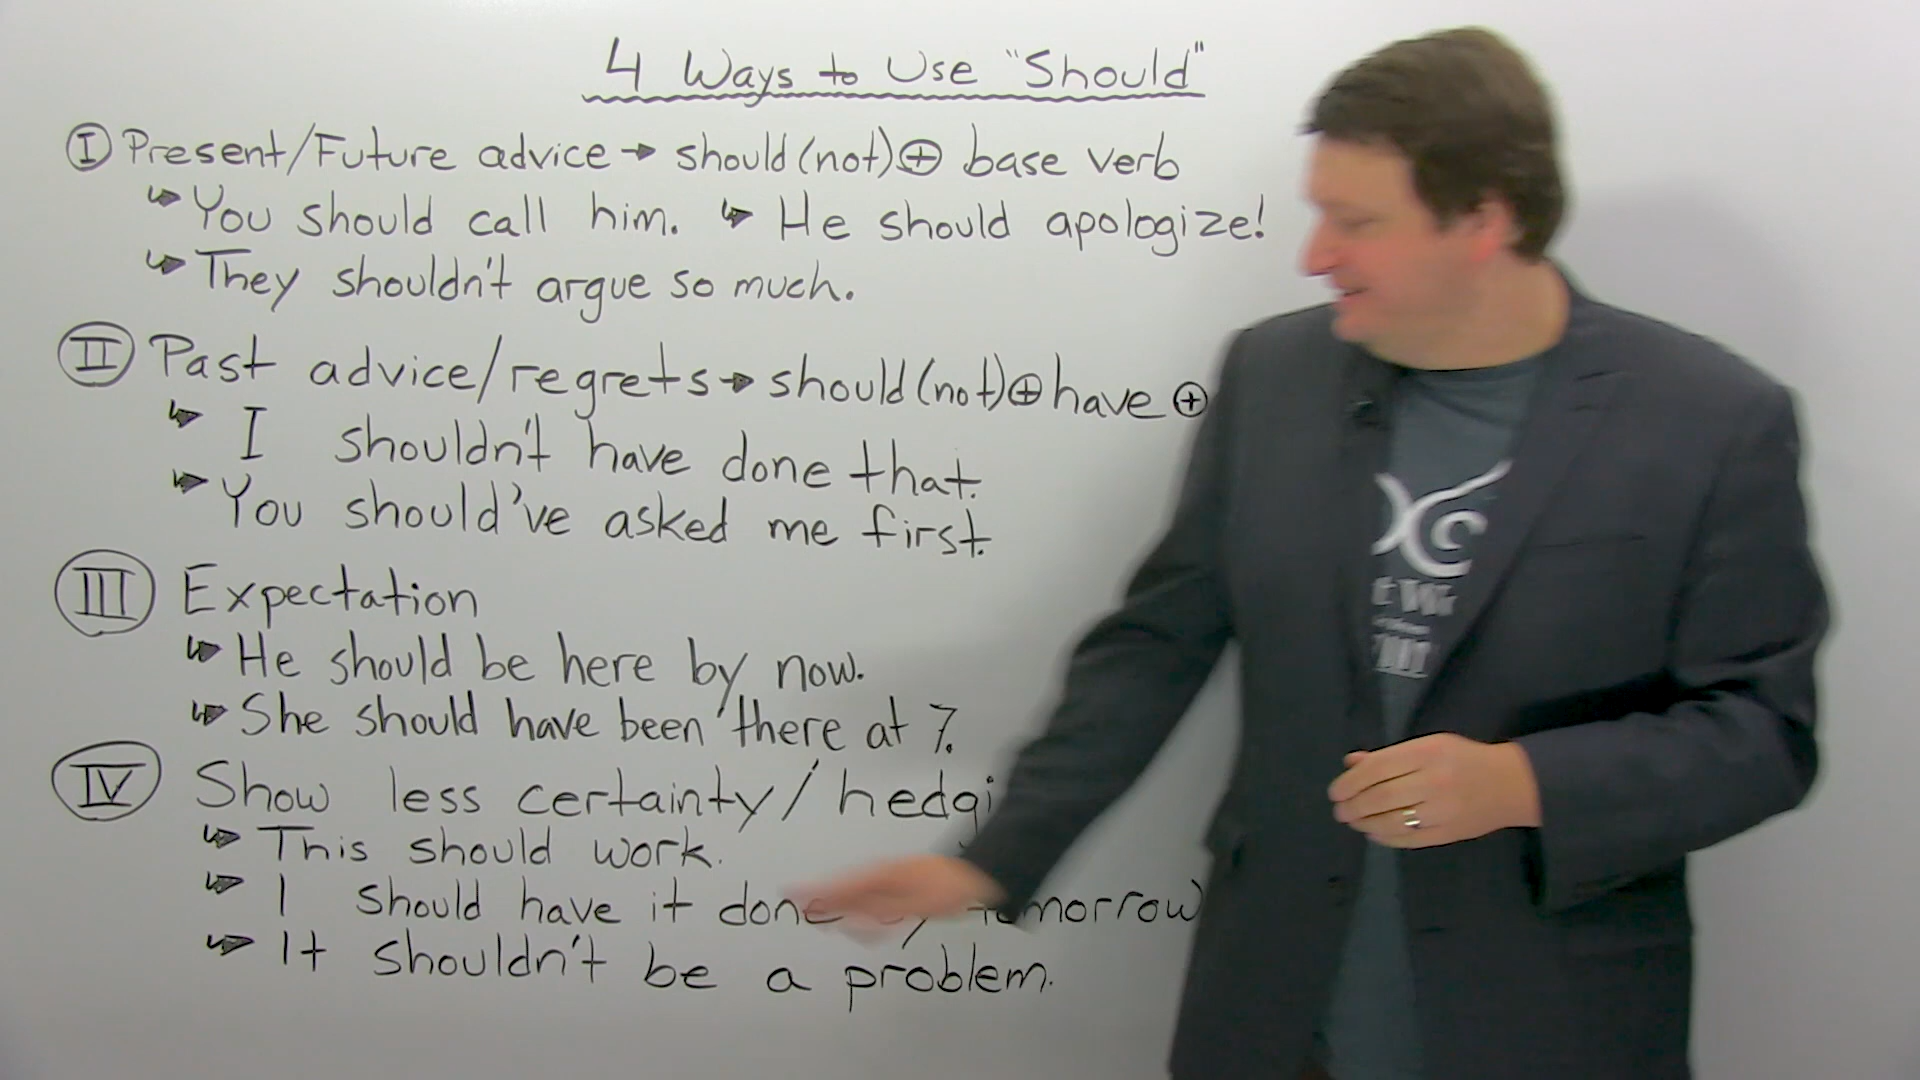 4 Ways to Use "Should"
I Present/Future advice → should (not) + base verb
↳ You should call him. ↳ He should apologize!
↳ They shouldn't argue so much.
II Past advice/regrets → should (not) + have +
↳ I shouldn't have done that.
↳ You should've asked me first.
III Expectation
↳ He should be here by now.
↳ She should have been there at 7.
IV Show less certainty/hedgi
↳ This should work.
↳ I should have it done tomorrow
↳ It shouldn't be a problem.